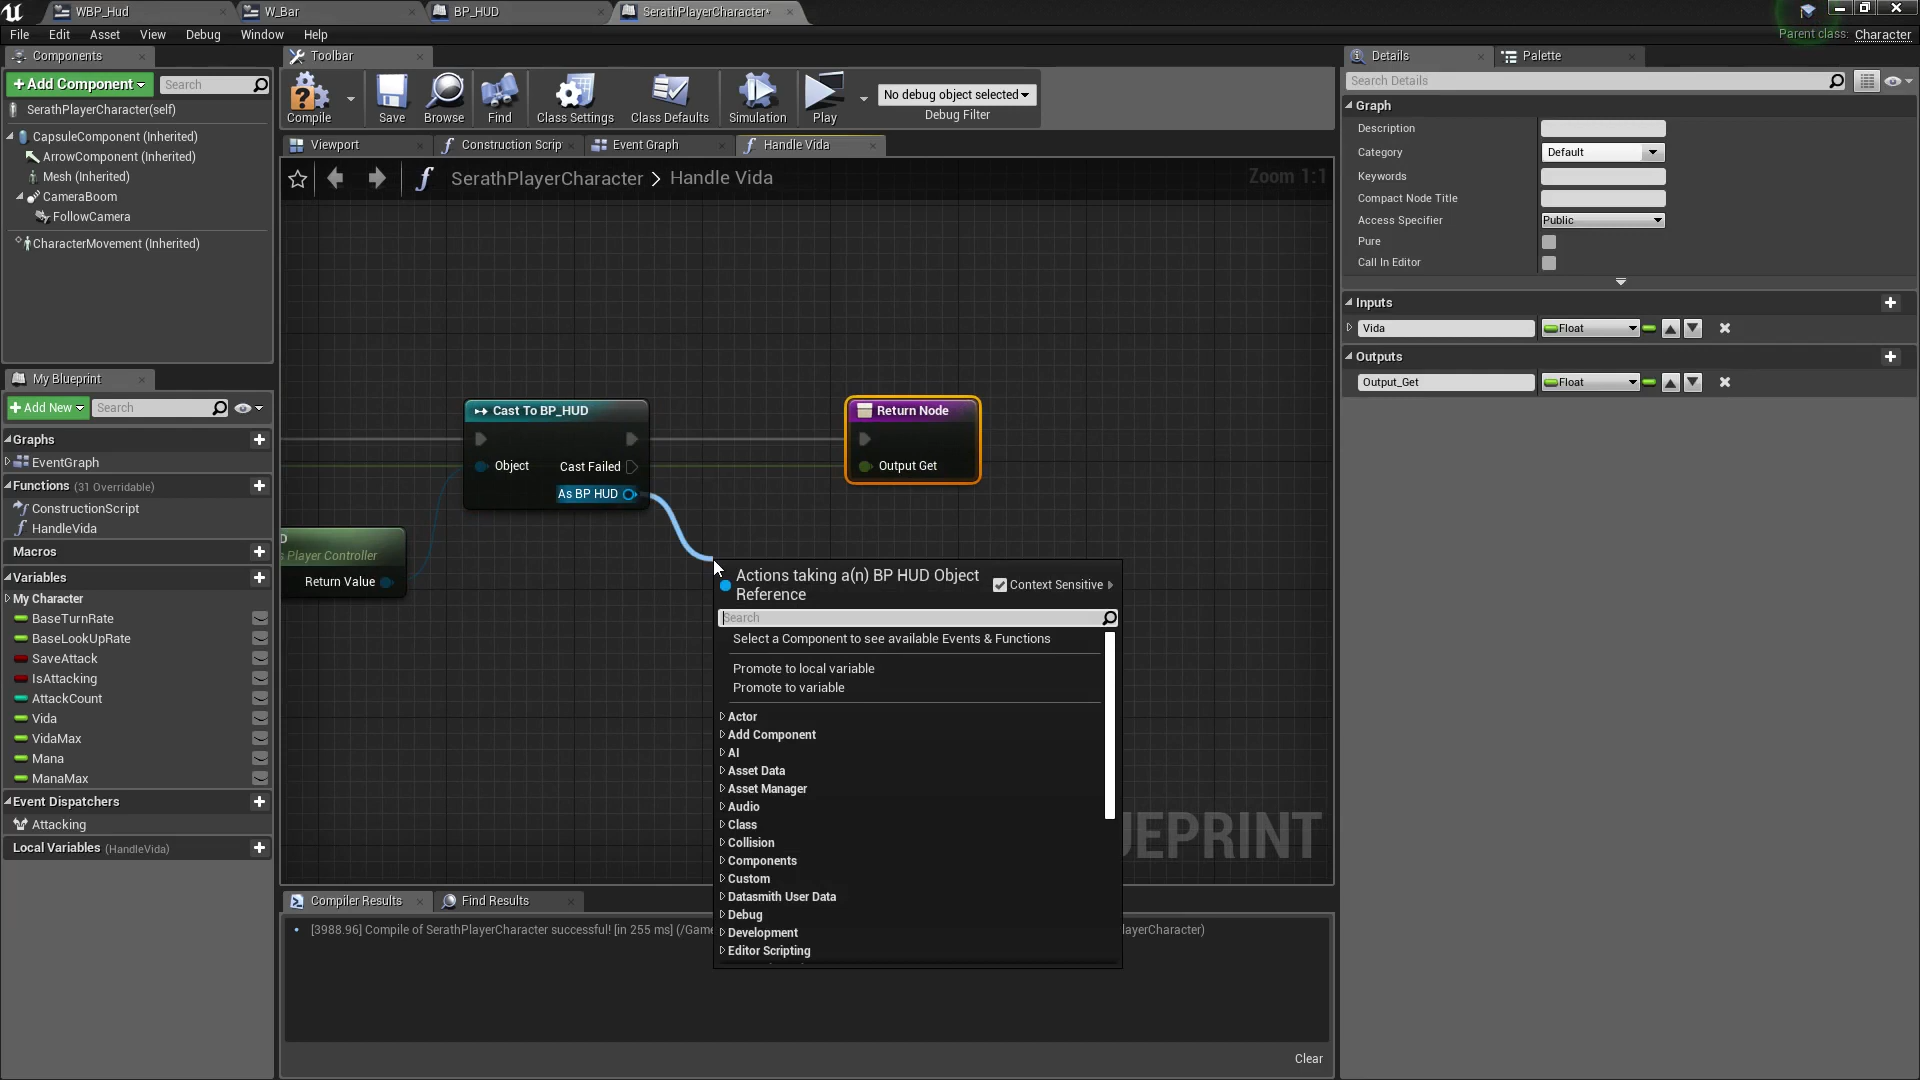 WBP_Hud
W_Bar
BP_HUD
SerathPlayerCharacter*
File
Edit
Asset
View
Debug
Window
Help
Parent class:
Character
Components
+Add Component
Search
SerathPlayerCharacter(self)
CapsuleComponent (Inherited)
ArrowComponent (Inherited)
Mesh (Inherited)
CameraBoom
FollowCamera
CharacterMovement (Inherited)
My Blueprint
+Add New
Search
Graphs
EventGraph
Functions (31 Overridable)
ConstructionScript
HandleVida
Macros
Variables
My Character
BaseTurnRate
BaseLookUpRate
SaveAttack
IsAttacking
AttackCount
Vida
VidaMax
Mana
ManaMax
Event Dispatchers
Attacking
Local Variables (HandleVida)
Toolbar
Compile
Save
Browse
Find
Class Settings
Class Defaults
Simulation
Play
No debug object selected
Debug Filter
Viewport
Construction Scrip
Event Graph
Handle Vida
SerathPlayerCharacter > Handle Vida
Zoom 1:1
Cast To BP_HUD
Object
Cast Failed
As BP HUD
Return Node
Output Get
D
Player Controller
Return Value
Actions taking a(n) BP HUD Object
Reference
Context Sensitive
Search
Select a Component to see available Events & Functions
Promote to local variable
Promote to variable
Actor
Add Component
AI
Asset Data
Asset Manager
Audio
Class
Collision
Components
Custom
Datasmith User Data
Debug
Development
Editor Scripting
UEPRINT
Compiler Results
Find Results
[3988.96] Compile of SerathPlayerCharacter successful! [in 255 ms] (/Game
layerCharacter)
Clear
Details
Palette
Search Details
Graph
Description
Category
Default
Keywords
Compact Node Title
Access Specifier
Public
Pure
Call In Editor
Inputs
Vida
Float
Outputs
Output_Get
Float